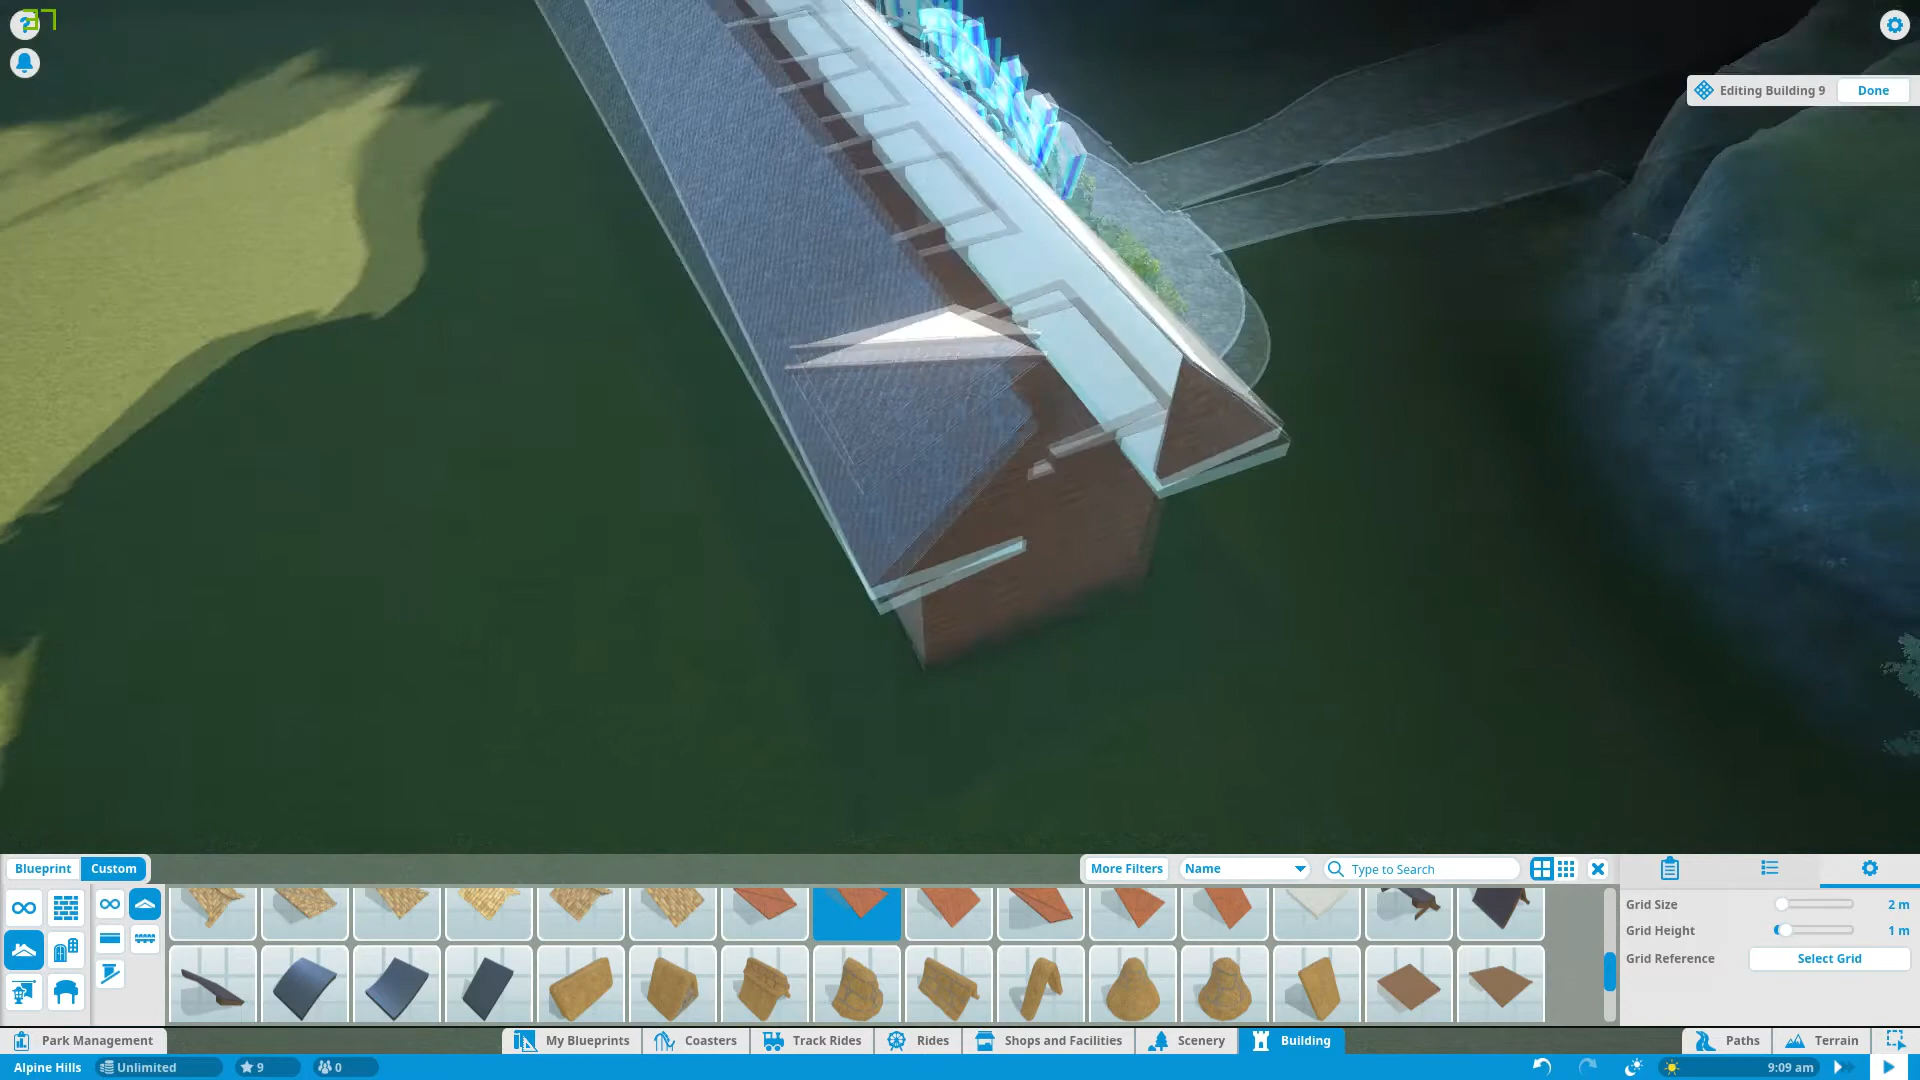 37
?
Editing Building 9
Done
Blueprint
Custom
More Filters
Name
Type to Search
Grid Size
2 m
Grid Height
1 m
Grid Reference
Select Grid
Park Management
My Blueprints
Coasters
Track Rides
Rides
Shops and Facilities
Scenery
Building
Paths
Terrain
Alpine Hills
Unlimited
9
0
9:09 am